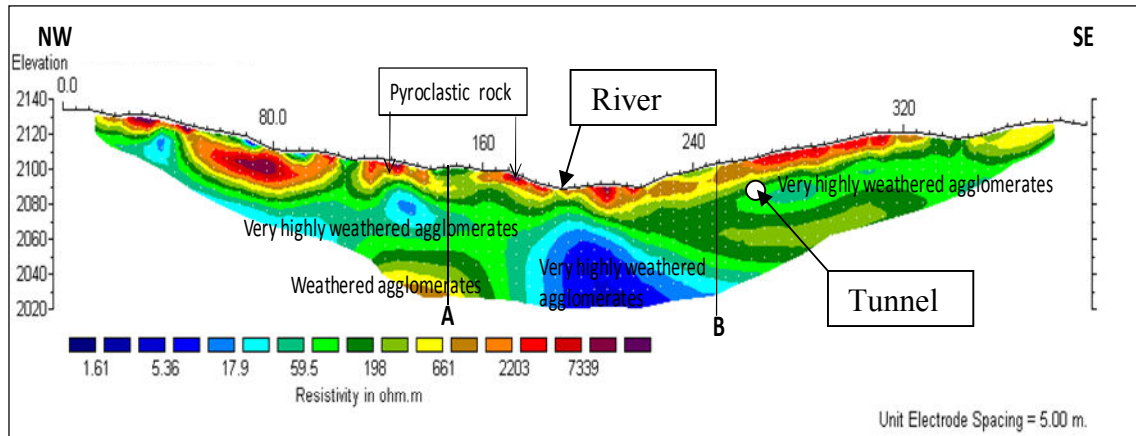 NW
SE
Elevation
0.0
2140
2120
2100
2080
2060
2040
2020
80.0
160
240
320
Pyroclastic rock
River
Very highly weathered agglomerates
Very highly weathered agglomerates
Weathered agglomerates
Very highly weathered
agglomerates
Tunnel
A
B
1.61 5.36 17.9 59.5 198 661 2203 7339
Resistivity in ohm.m
Unit Electrode Spacing = 5.00 m.